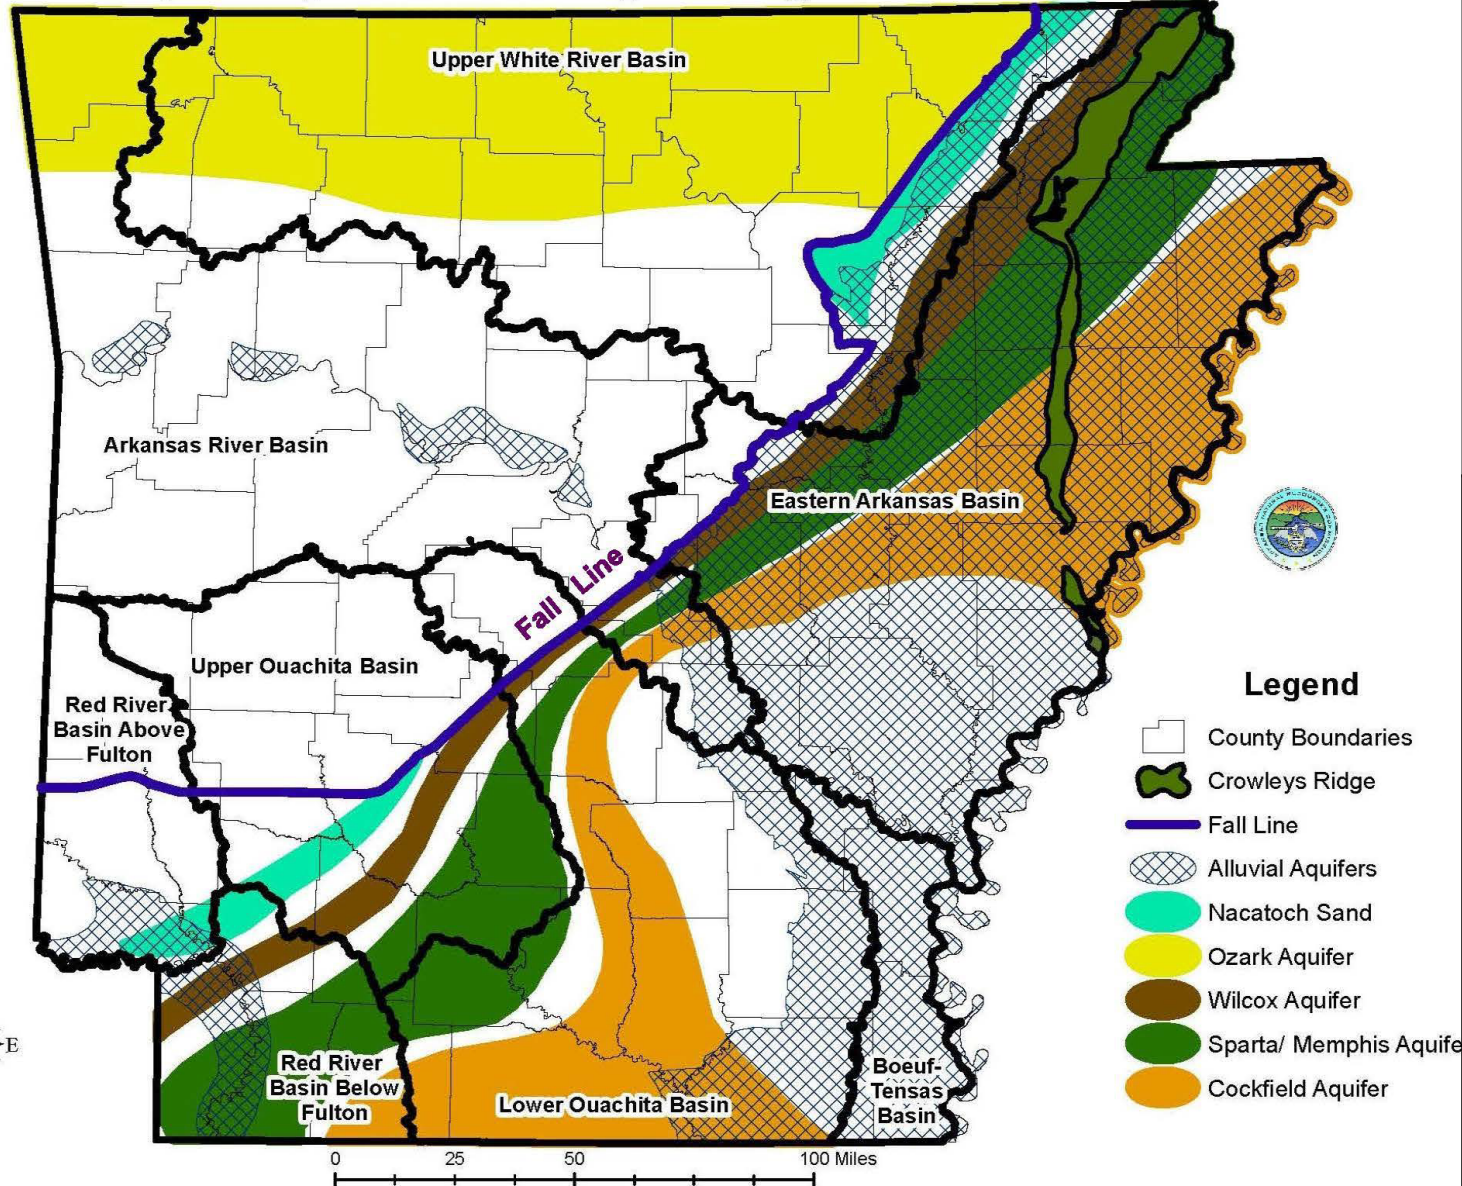 Upper White River Basin
Arkansas River Basin
Eastern Arkansas Basin
Fall Line
Upper Ouachita Basin
Red River
Basin Above
Fulton
Red River
Basin Below
Fulton
Lower Ouachita Basin
Boeuf-
Tensas
Basin
E
Legend
County Boundaries
Crowleys Ridge
Fall Line
Alluvial Aquifers
Nacatoch Sand
Ozark Aquifer
Wilcox Aquifer
Sparta/ Memphis Aquife
Cockfield Aquifer
0 25 50 100 Miles